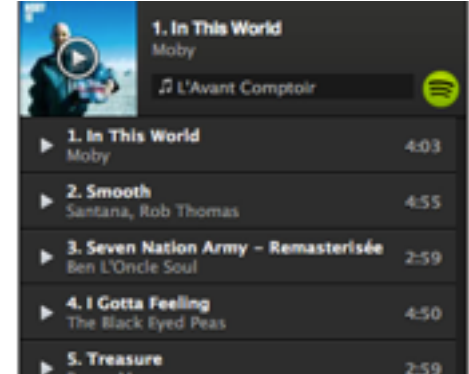 1. In This World
Moby
L'Avant Comptoir
1. In This World
Moby
4:03
2. Smooth
Santana, Rob Thomas
4:55
3. Seven Nation Army – Remasterisée
Ben L'Oncle Soul
2:59
4. I Gotta Feeling
The Black Eyed Peas
4:50
5. Treasure
2:59